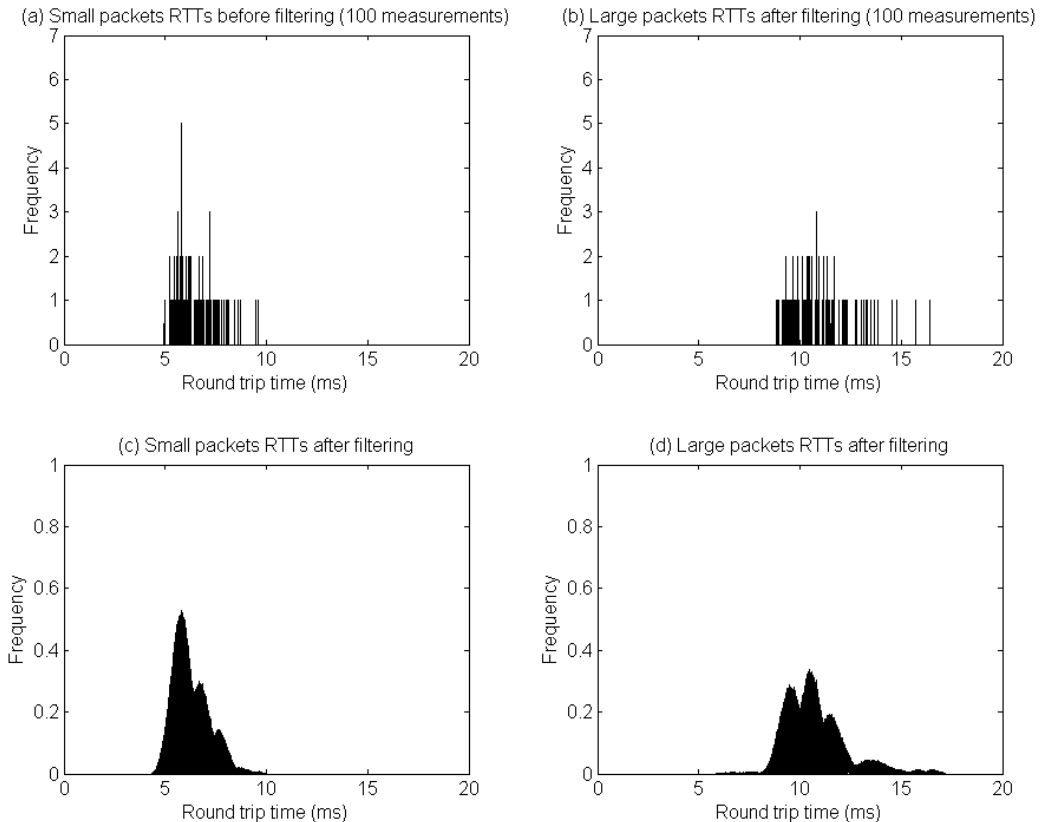 (a) Small packets RTTs before filtering (100 measurements)
7
6
5
4
3
2
1
0
Frequency
0 5 10 15 20
Round trip time (ms)
(b) Large packets RTTs after filtering (100 measurements)
7
6
5
4
3
2
1
0
Frequency
0 5 10 15 20
Round trip time (ms)
(c) Small packets RTTs after filtering
1
0.8
0.6
0.4
0.2
0
Frequency
0 5 10 15 20
Round trip time (ms)
(d) Large packets RTTs after filtering
1
0.8
0.6
0.4
0.2
0
Frequency
0 5 10 15 20
Round trip time (ms)